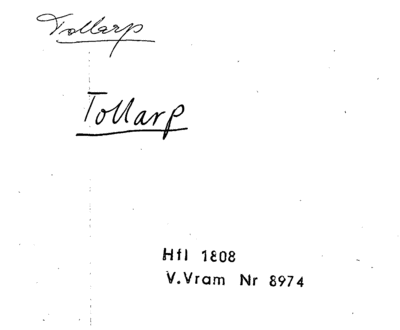 Tollarp
Tollarp
Hfl 1808
V.Vram Nr 8974